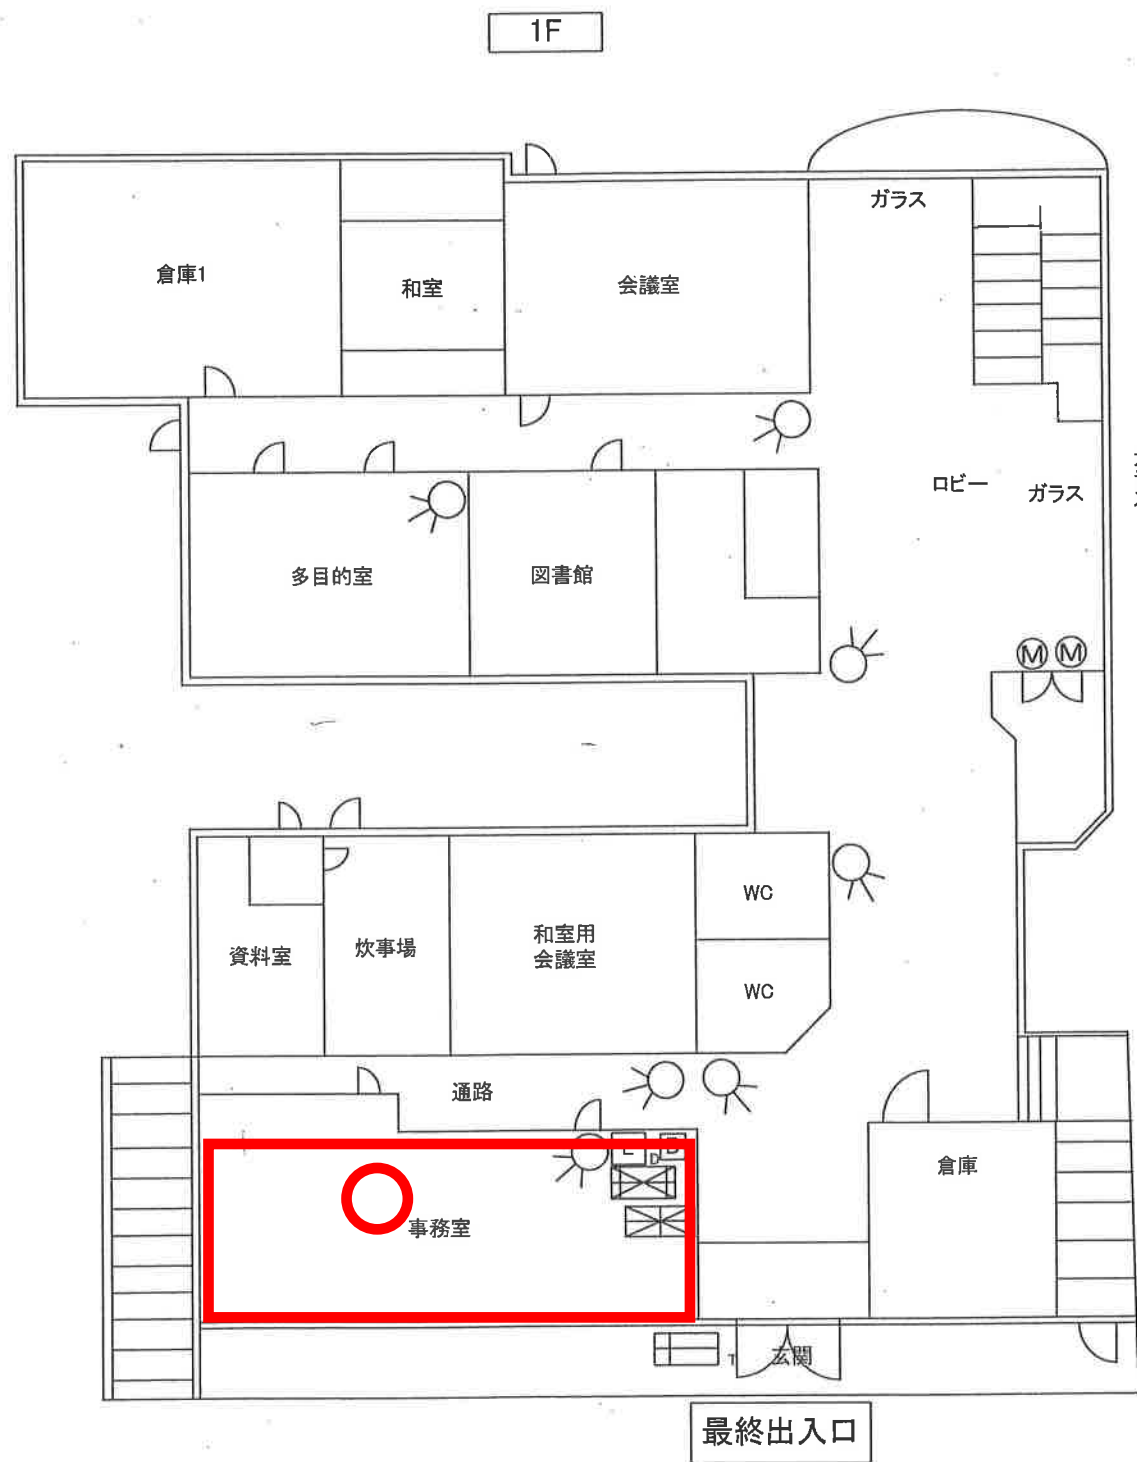 1F
ガラス
倉庫1
和室
会議室
ロビー
ガラス
多目的室
図書館
M M
WC
和室用
会議室
資料室
炊事場
WC
通路
E
D
倉庫
事務室
T
玄関
最終出入口